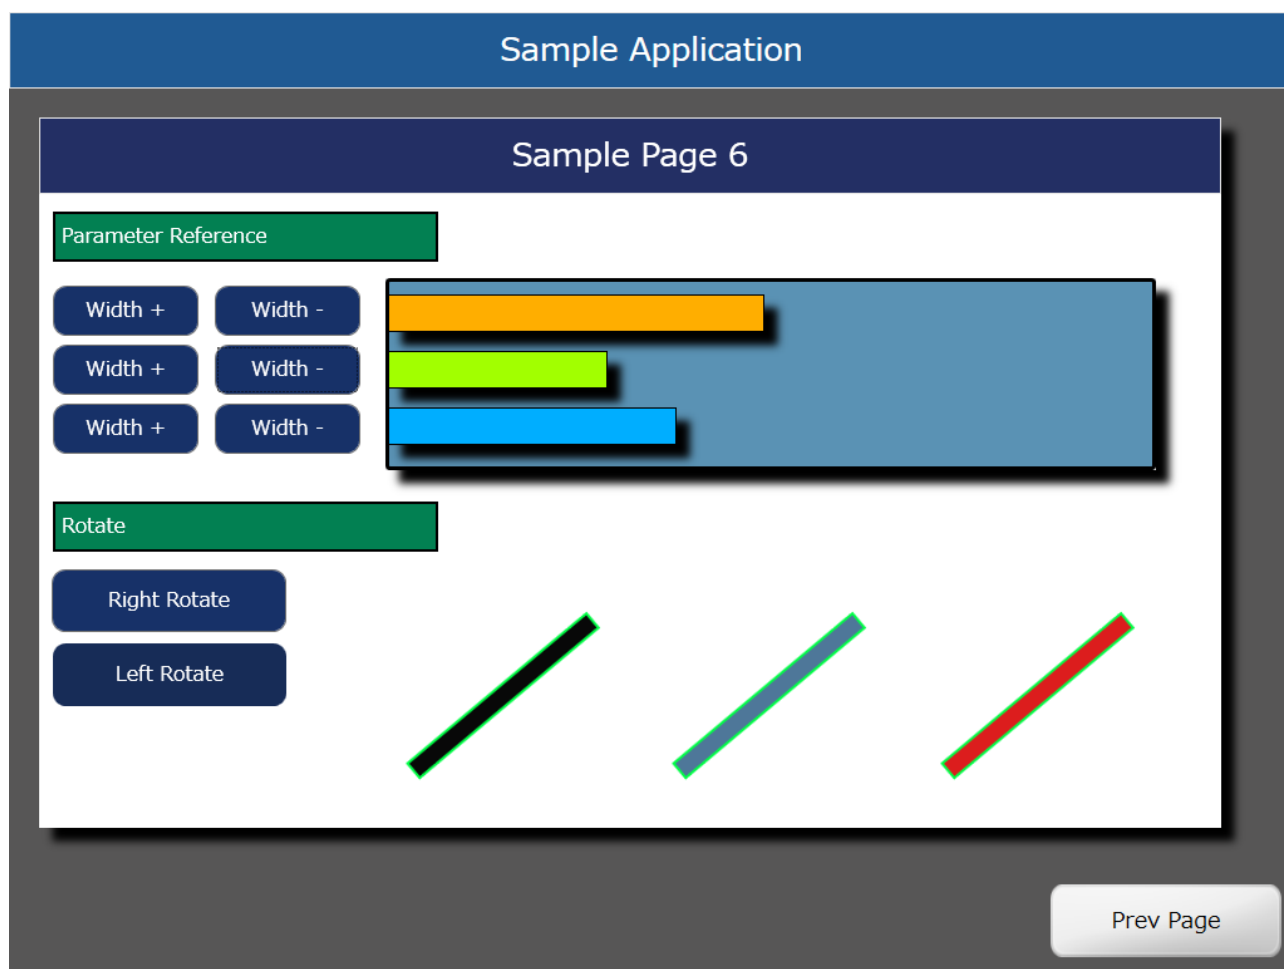 Sample Application
Sample Page 6
Parameter Reference
Width + Width -
Width + Width -
Width + Width -
Rotate
Right Rotate
Left Rotate
Prev Page